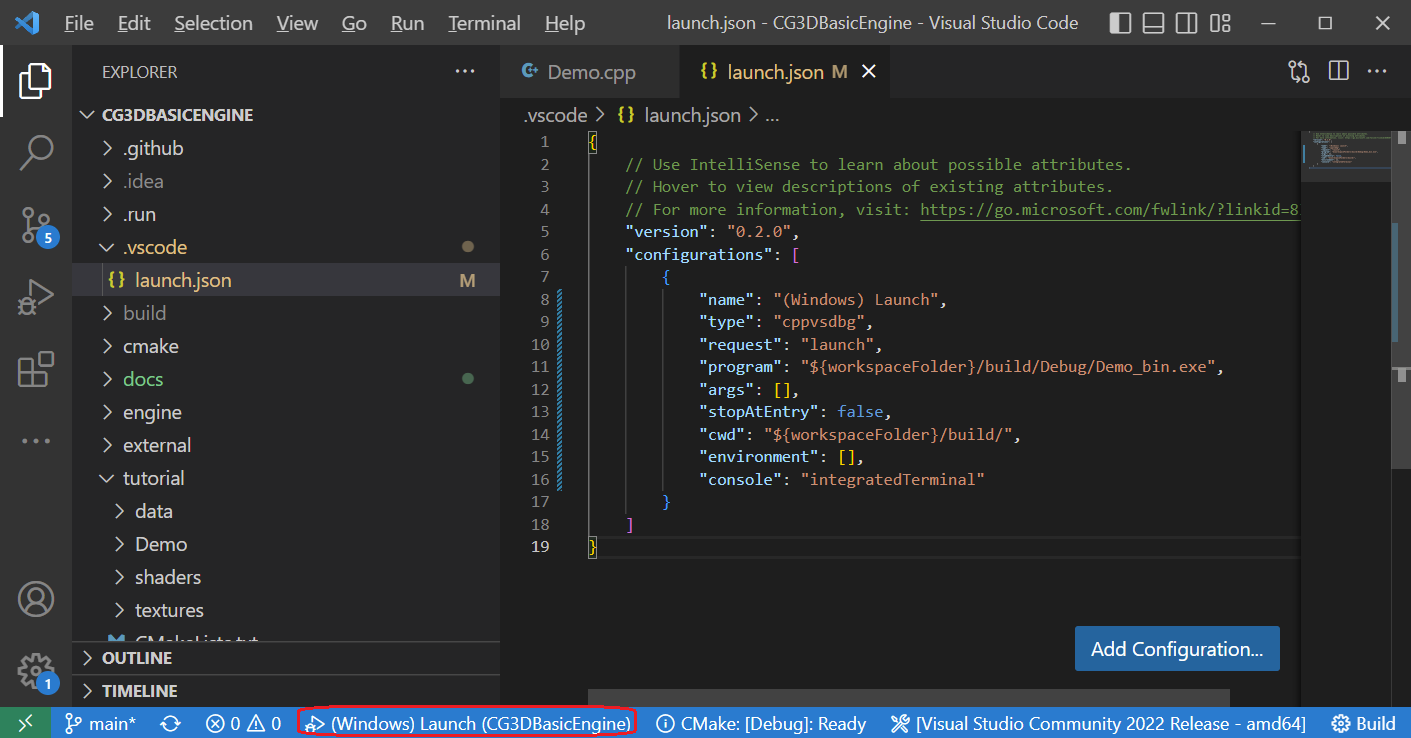 File Edit Selection View Go Run Terminal Help launch.json - CG3DBasicEngine - Visual Studio Code
EXPLORER
CG3DBASICENGINE
.github
.idea
.run
.vscode
{} launch.json M
build
cmake
docs
engine
external
tutorial
data
Demo
shaders
textures
OUTLINE
TIMELINE
5
1
Demo.cpp {} launch.json M
.vscode > {} launch.json > ...
1 {
2 // Use IntelliSense to learn about possible attributes.
3 // Hover to view descriptions of existing attributes.
4 // For more information, visit: https://go.microsoft.com/fwlink/?linkid=8
5 "version": "0.2.0",
6 "configurations": [
7 {
8 "name": "(Windows) Launch",
9 "type": "cppvsdbg",
10 "request": "launch",
11 "program": "${workspaceFolder}/build/Debug/Demo_bin.exe",
12 "args": [],
13 "stopAtEntry": false,
14 "cwd": "${workspaceFolder}/build/",
15 "environment": [],
16 "console": "integratedTerminal"
17 }
18 ]
19 }
Add Configuration...
main* 0 0 (Windows) Launch (CG3DBasicEngine) CMake: [Debug]: Ready [Visual Studio Community 2022 Release - amd64] Build